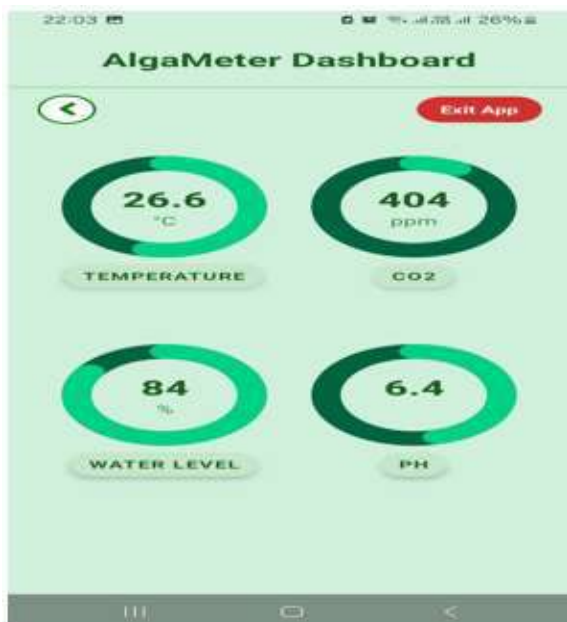 22:03
26%
AlgaMeter Dashboard
Exit App
26.6
°C
TEMPERATURE
404
ppm
CO2
84
%
WATER LEVEL
6.4
PH